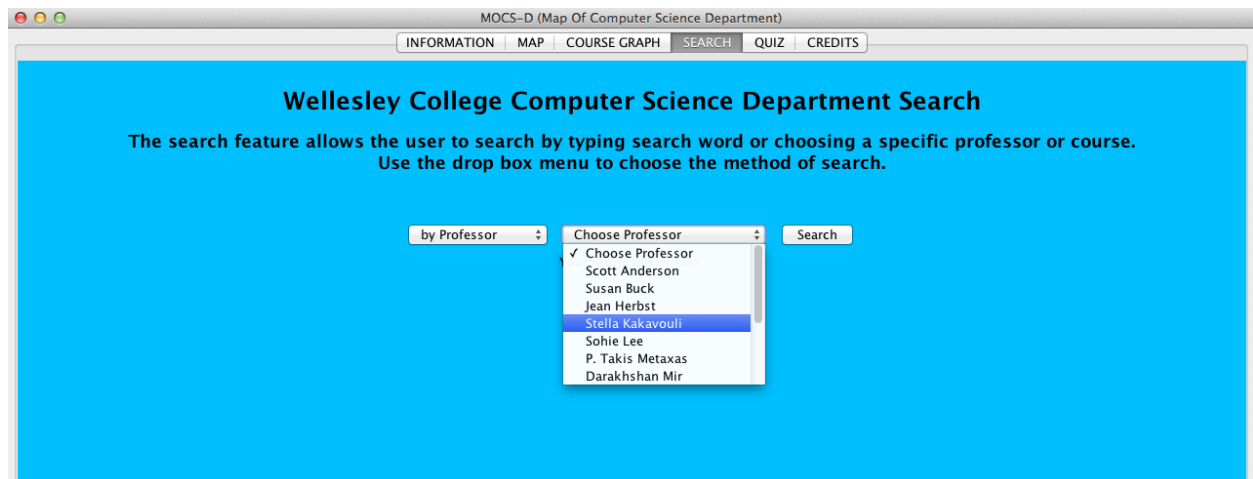 MOCS-D (Map Of Computer Science Department)
INFORMATION MAP COURSE GRAPH SEARCH QUIZ CREDITS
Wellesley College Computer Science Department Search
The search feature allows the user to search by typing search word or choosing a specific professor or course.
Use the drop box menu to choose the method of search.
by Professor Choose Professor Search
✓ Choose Professor
Scott Anderson
Susan Buck
Jean Herbst
Stella Kakavouli
Sohie Lee
P. Takis Metaxas
Darakhshan Mir